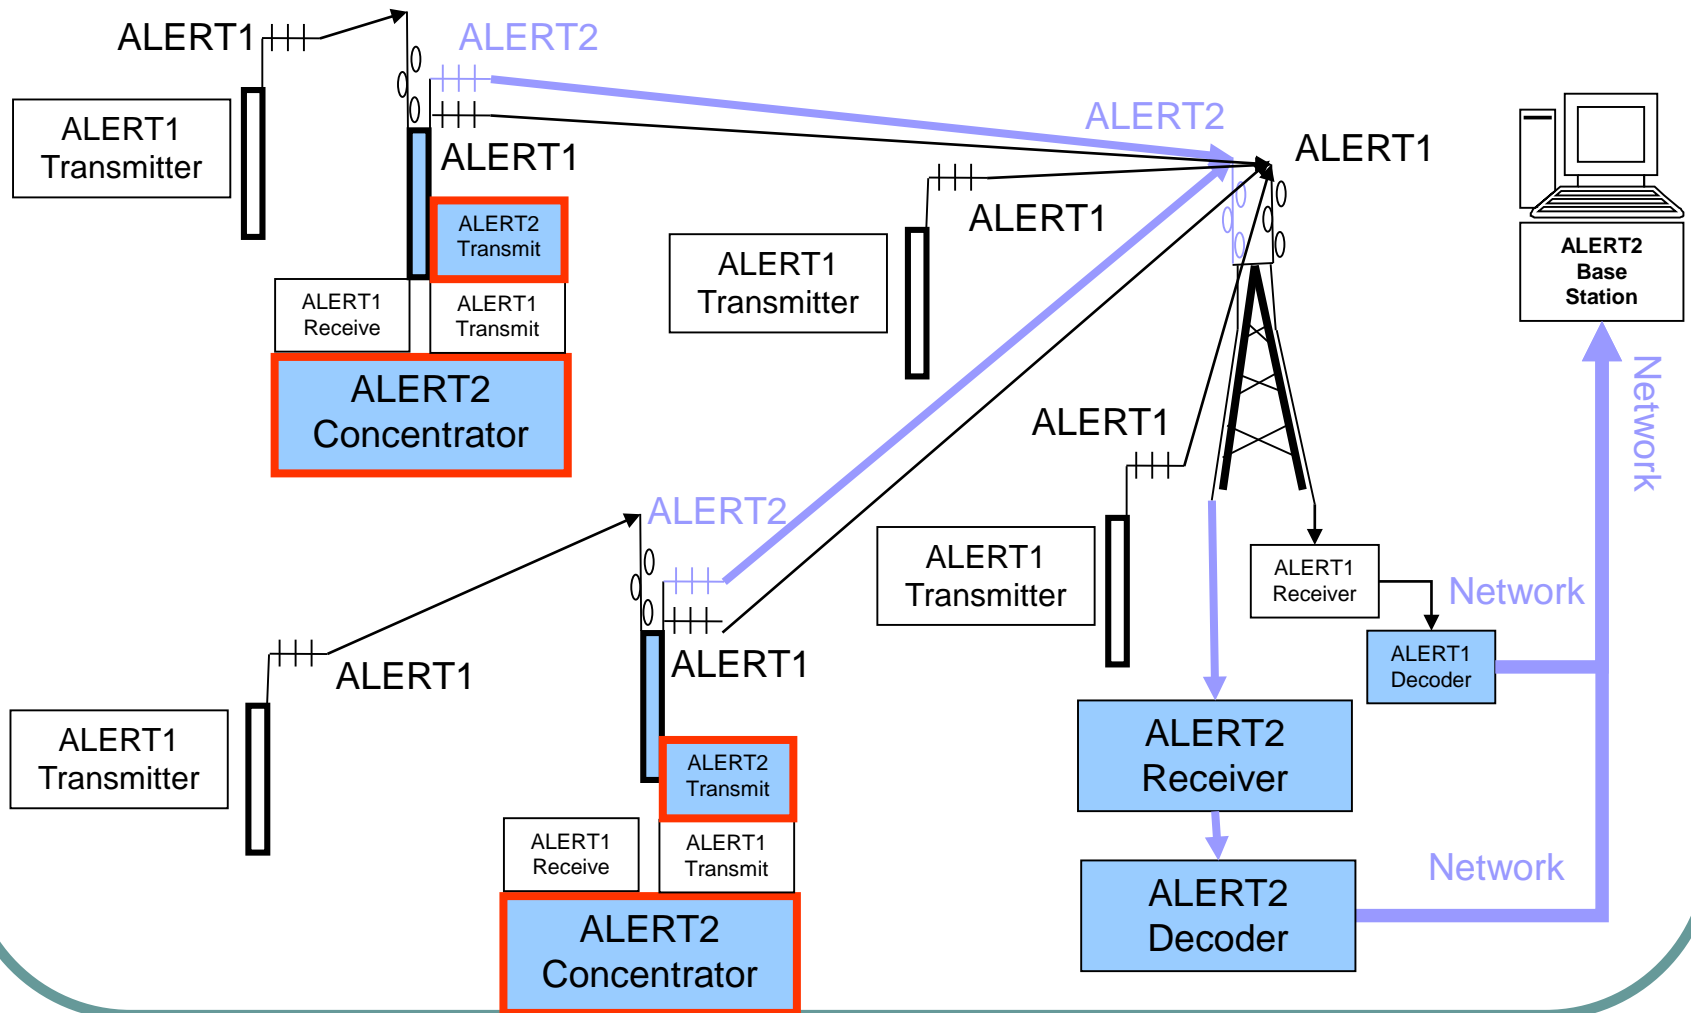 ALERT1
ALERT2
ALERT1
Transmitter
ALERT1
ALERT2
Transmit
ALERT1
Receive
ALERT1
Transmit
ALERT2
Concentrator
ALERT2
ALERT1
ALERT1
ALERT1
Transmitter
ALERT2
Base
Station
Network
ALERT1
ALERT1
Transmitter
ALERT1
Receiver
Network
ALERT1
Decoder
ALERT2
ALERT1
ALERT1
ALERT1
Transmitter
ALERT2
Transmit
ALERT1
Receive
ALERT1
Transmit
ALERT2
Concentrator
ALERT2
Receiver
ALERT2
Decoder
Network